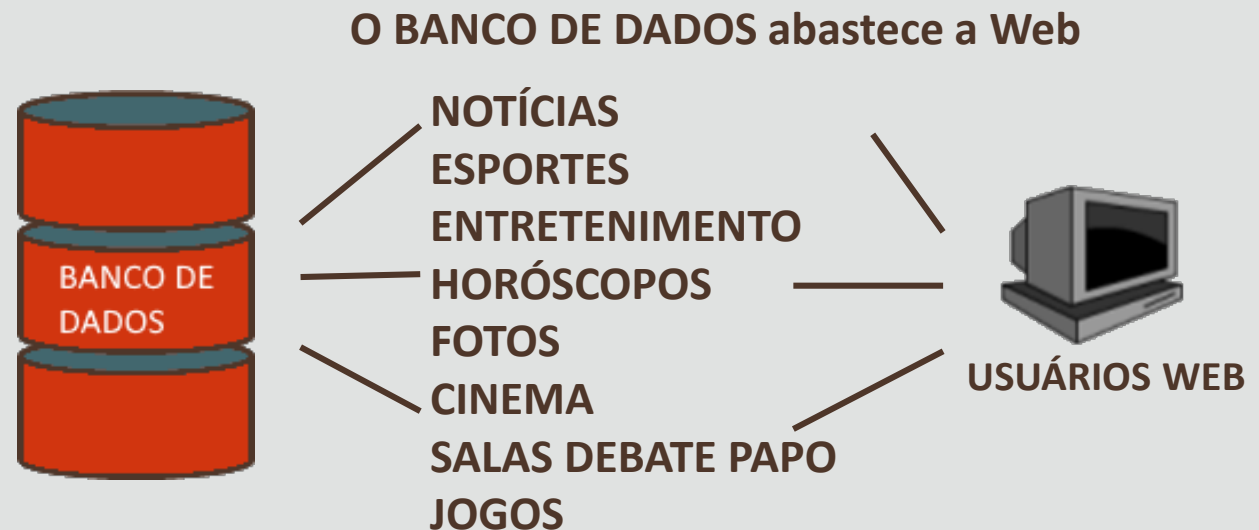 O BANCO DE DADOS abastece a Web
NOTÍCIAS
ESPORTES
ENTRETENIMENTO
HORÓSCOPOS
FOTOS
CINEMA
SALAS DEBATE PAPO
JOGOS
BANCO DE
DADOS
USUÁRIOS WEB